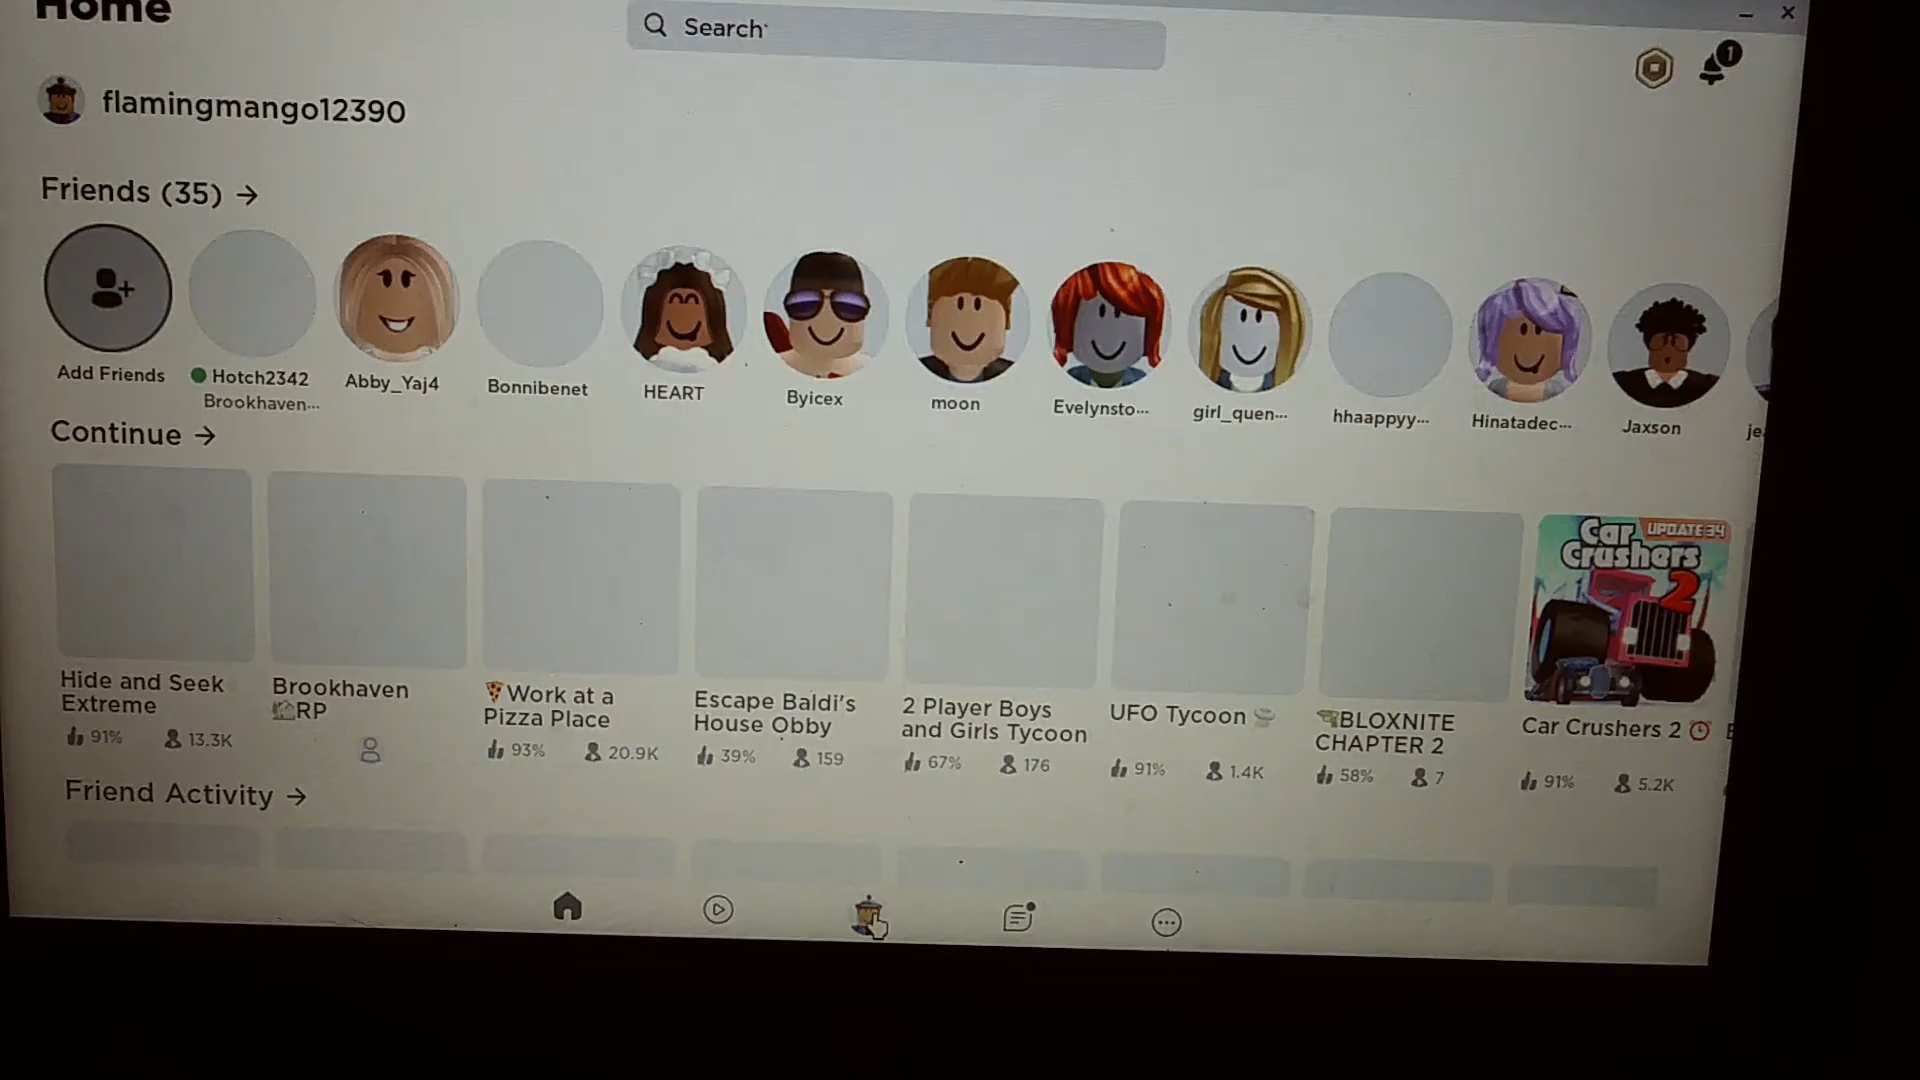 Home
Search
1
flamingmango12390
Friends (35) →
Add Friends
Hotch2342
Brookhaven...
Abby_Yaj4
Bonnibenet
HEART
Byicex
moon
Evelynsto...
girl_quen...
hhaappyy...
Hinatadec...
Jaxson
je
Continue →
Car Crushers 2
UPDATE 34
Hide and Seek Extreme
91% 13.3K
Brookhaven 🏡RP
🍕Work at a Pizza Place
93% 20.9K
Escape Baldi's House Obby
39% 159
2 Player Boys and Girls Tycoon
67% 176
UFO Tycoon
91% 1.4K
🔫BLOXNITE CHAPTER 2
58% 7
Car Crushers 2 ⏰
91% 5.2K
Friend Activity →